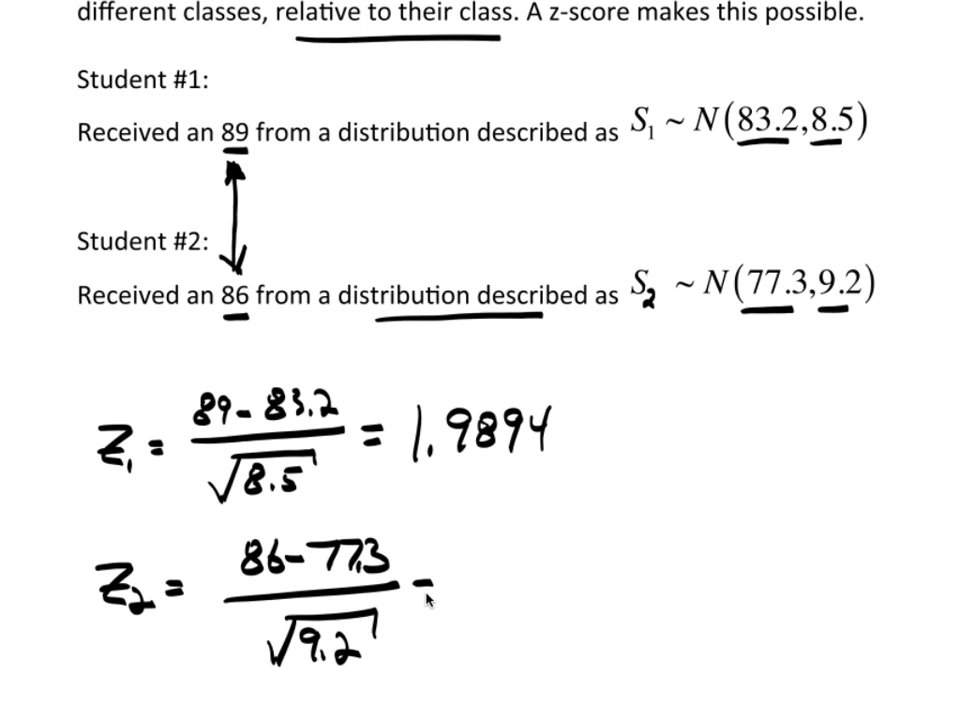 different classes, relative to their class. A z-score makes this possible.
Student #1:
Received an 89 from a distribution described as S₁ ~ N(83.2,8.5)
Student #2:
Received an 86 from a distribution described as S₂ ~ N(77.3,9.2)
Z₁ = (89-83.2)/√8.5 = 1.9894
Z₂ = (86-77.3)/√9.2 =